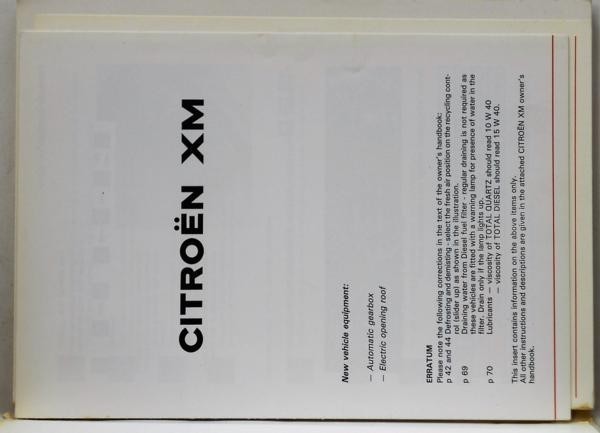 CITROËN XM
New vehicle equipment:
— Automatic gearbox
— Electric opening roof
ERRATUM
Please note the following corrections in the text of the owner's handbook:
p 42 and 44 Defrosting and demisting - select the fresh air position on the recycling cont-
rol (slider up) as shown in the illustration.
p 69 Draining water from Diesel fuel filter - regular draining is not required as
these vehicles are fitted with a warning lamp for presence of water in the
filter. Drain only if the lamp lights up.
p 70 Lubricants — viscosity of TOTAL QUARTZ should read 10 W 40
— viscosity of TOTAL DIESEL should read 15 W 40.
This insert contains information on the above items only.
All other instructions and descriptions are given in the attached CITROËN XM owner's
handbook.